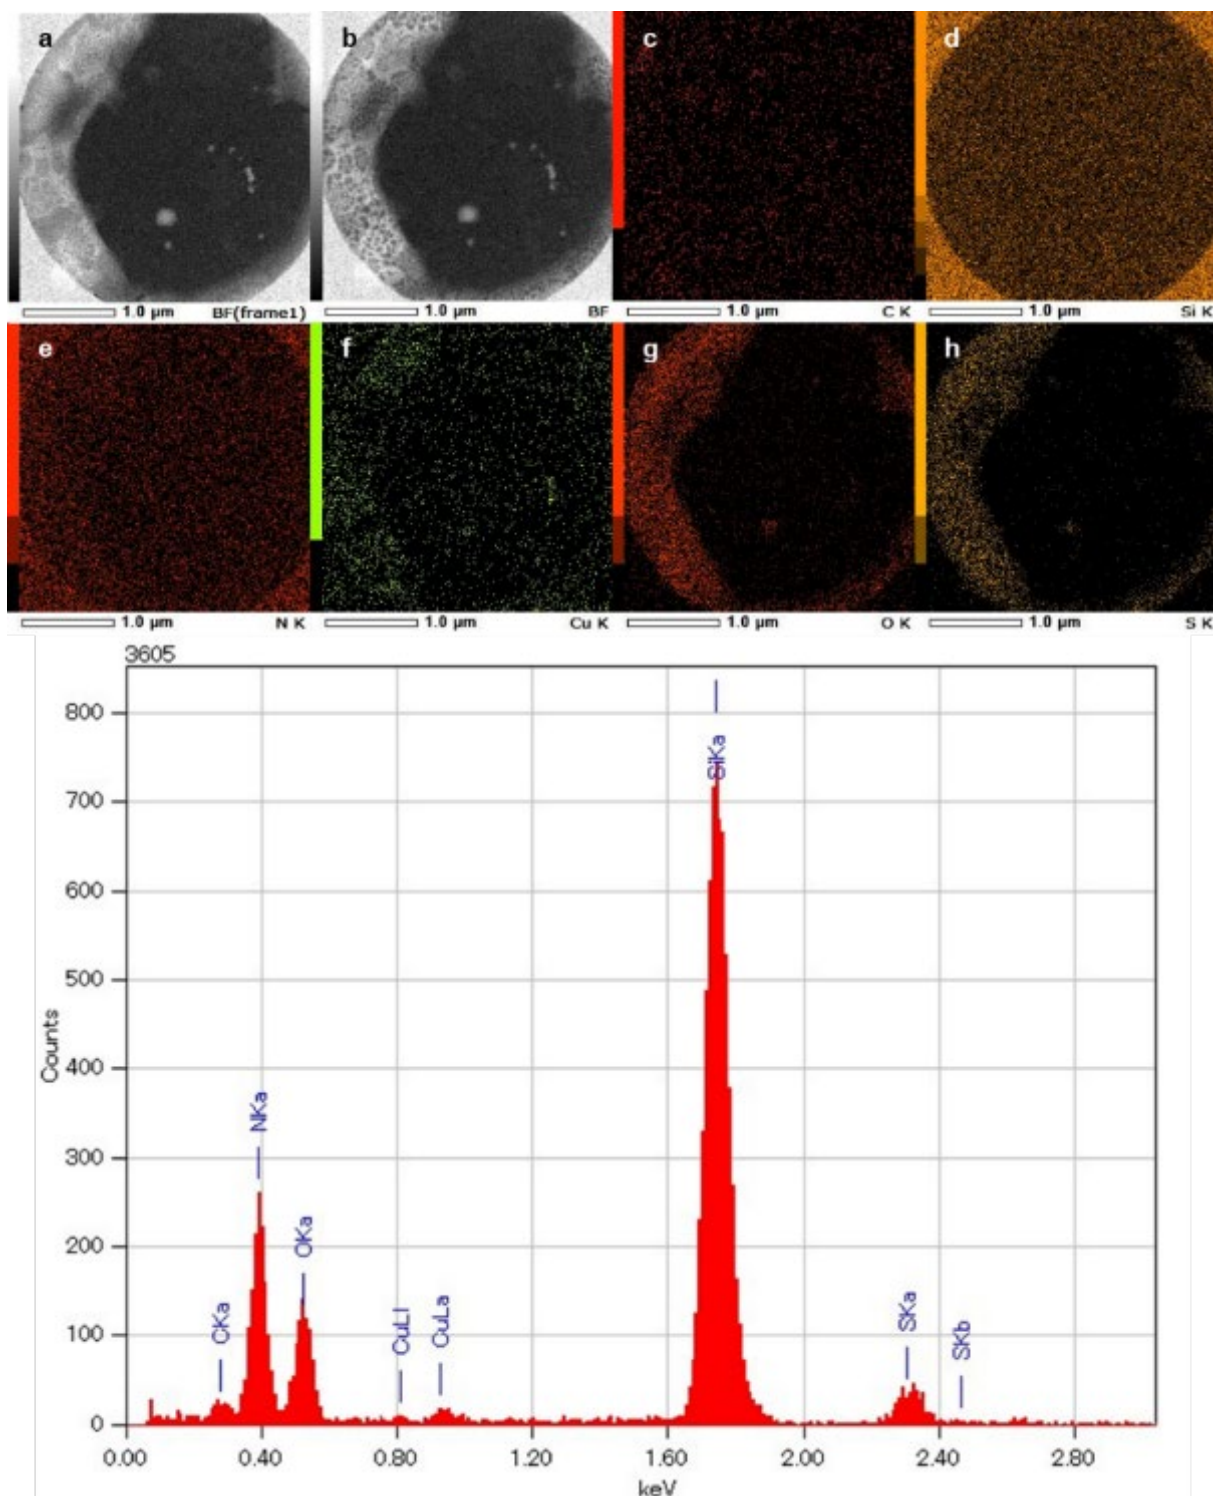 a b c d
1.0 µm BF(frame1) 1.0 µm BF 1.0 µm C K 1.0 µm Si K
e f g h
1.0 µm N K 1.0 µm Cu K 1.0 µm O K 1.0 µm S K
3605
800
700
600
500
400
300
200
100
0
Counts
CKa
NKa
OKa
CuLl
CuLa
SiKa
SKa
SKb
0.00 0.40 0.80 1.20 1.60 2.00 2.40 2.80
keV